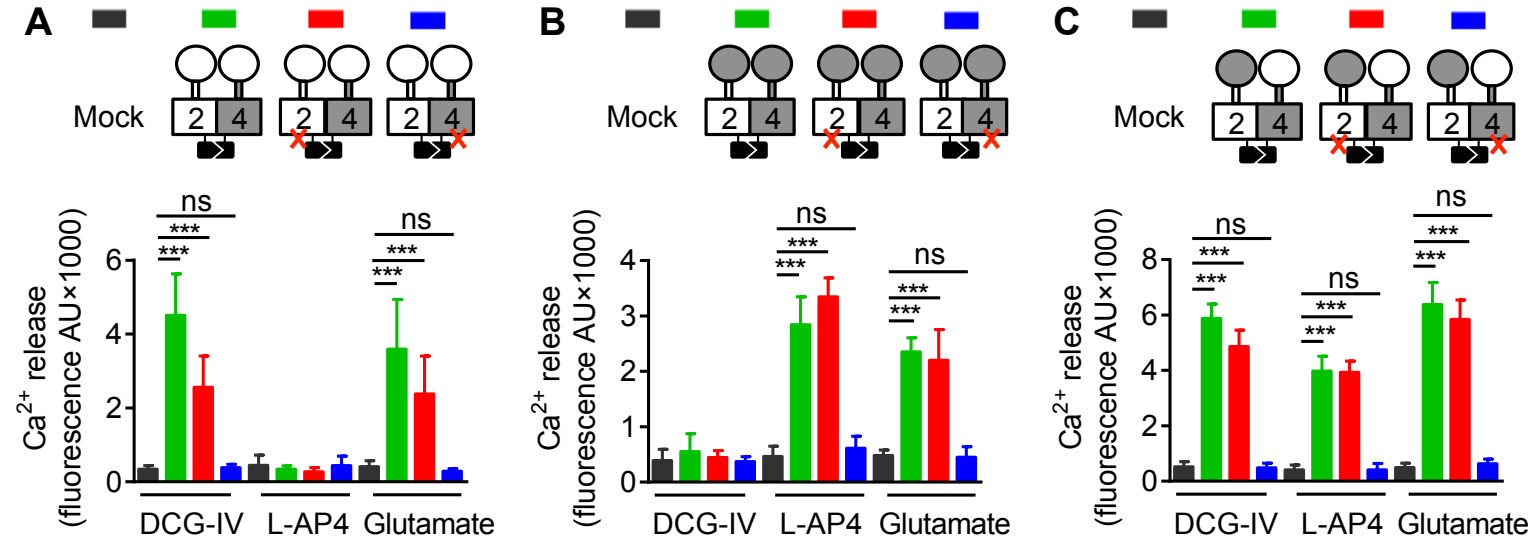 A
Mock
2 4
2 4
2 4
ns
***
***
ns
***
***
Ca2+ release
(fluorescence AU×1000)
6
4
2
0
DCG-IV L-AP4 Glutamate
B
Mock
2 4
2 4
2 4
ns
***
***
ns
***
***
Ca2+ release
(fluorescence AU×1000)
4
3
2
1
0
DCG-IV L-AP4 Glutamate
C
Mock
2 4
2 4
2 4
ns
***
***
ns
***
***
ns
***
***
Ca2+ release
(fluorescence AU×1000)
8
6
4
2
0
DCG-IV L-AP4 Glutamate